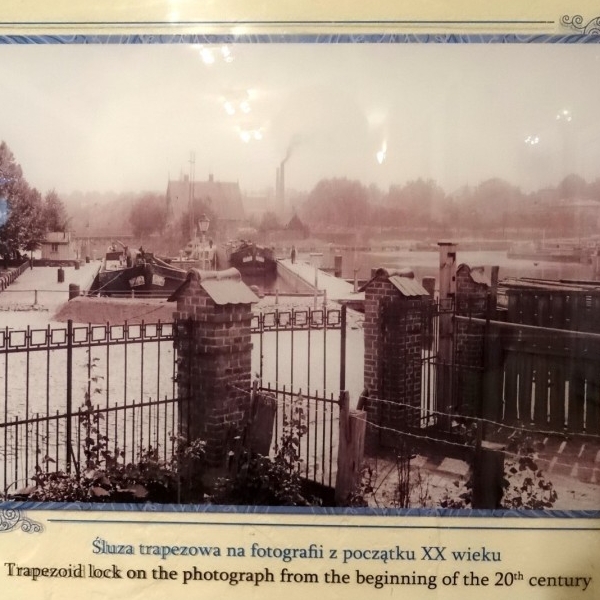 Śluza trapezowa na fotografii z początku XX wieku
Trapezoid lock on the photograph from the beginning of the 20th century